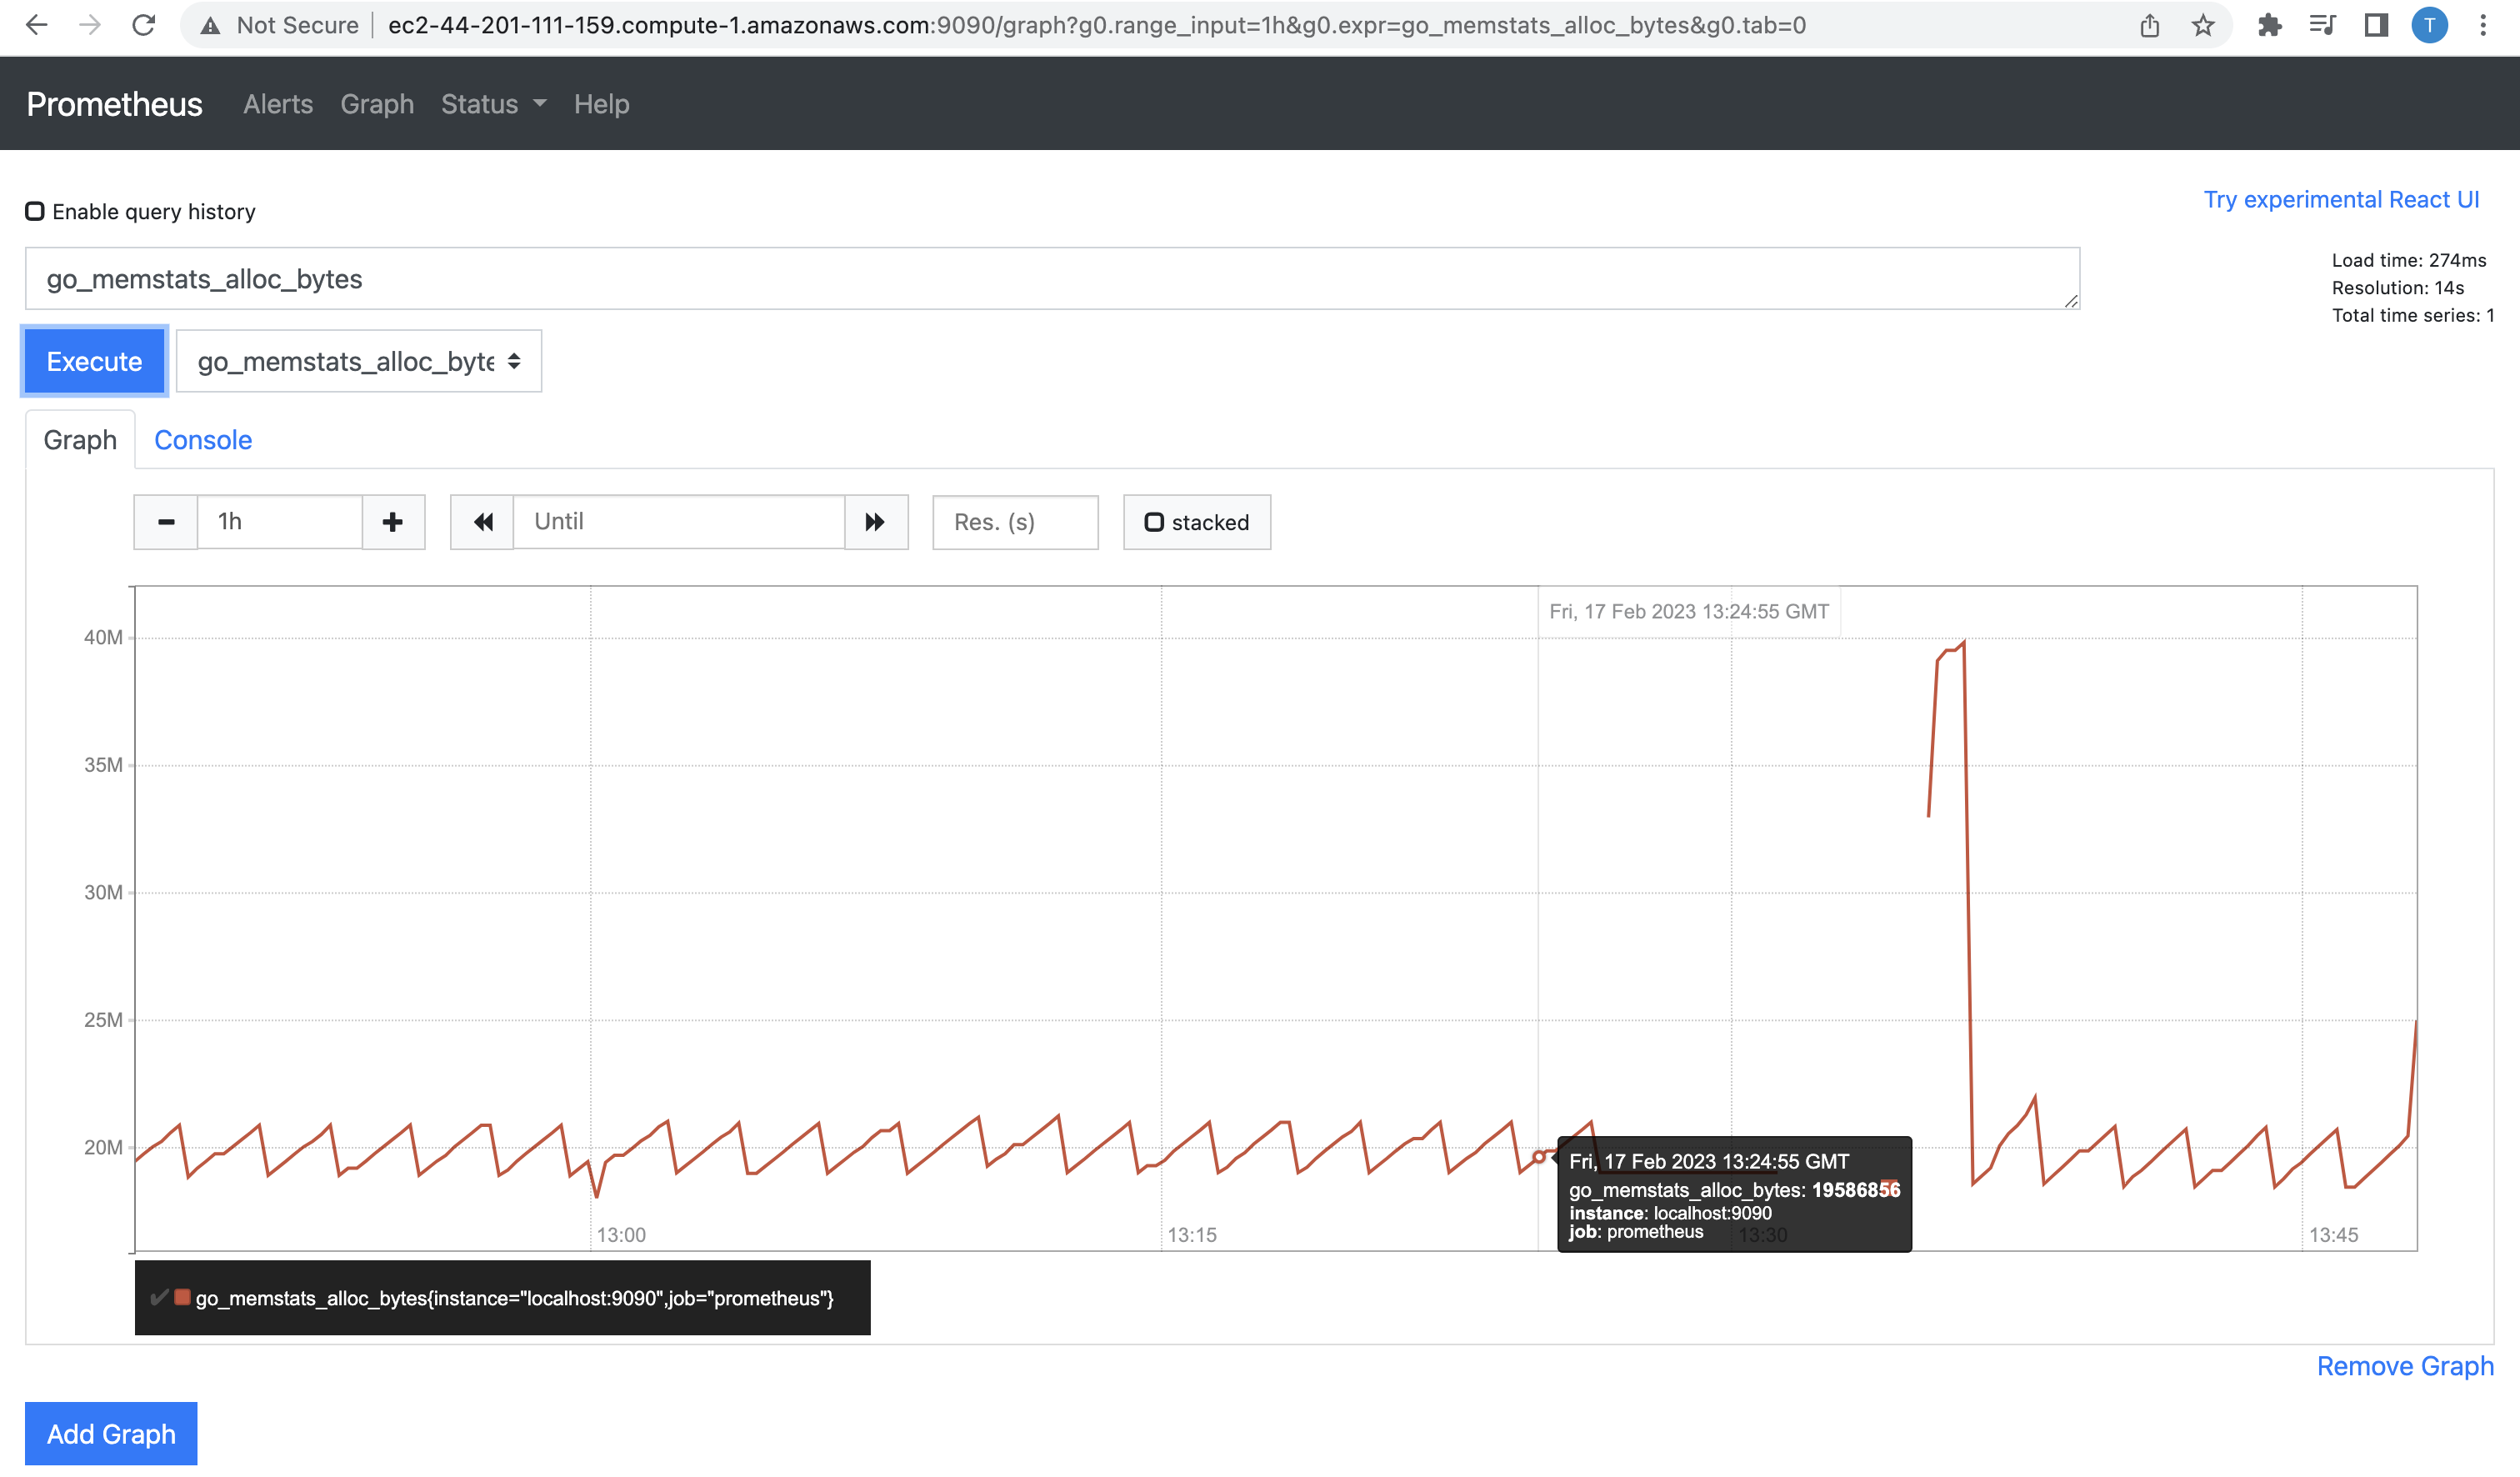 Not Secure | ec2-44-201-111-159.compute-1.amazonaws.com:9090/graph?g0.range_input=1h&g0.expr=go_memstats_alloc_bytes&g0.tab=0
T
Prometheus Alerts Graph Status Help
Enable query history
Try experimental React UI
go_memstats_alloc_bytes
Load time: 274ms
Resolution: 14s
Total time series: 1
Execute go_memstats_alloc_byte
Graph Console
1h Until Res. (s) stacked
Fri, 17 Feb 2023 13:24:55 GMT
40M
35M
30M
25M
20M
Fri, 17 Feb 2023 13:24:55 GMT
go_memstats_alloc_bytes: 19586856
instance: localhost:9090
job: prometheus
13:00 13:15 13:30 13:45
✔ go_memstats_alloc_bytes{instance="localhost:9090",job="prometheus"}
Remove Graph
Add Graph